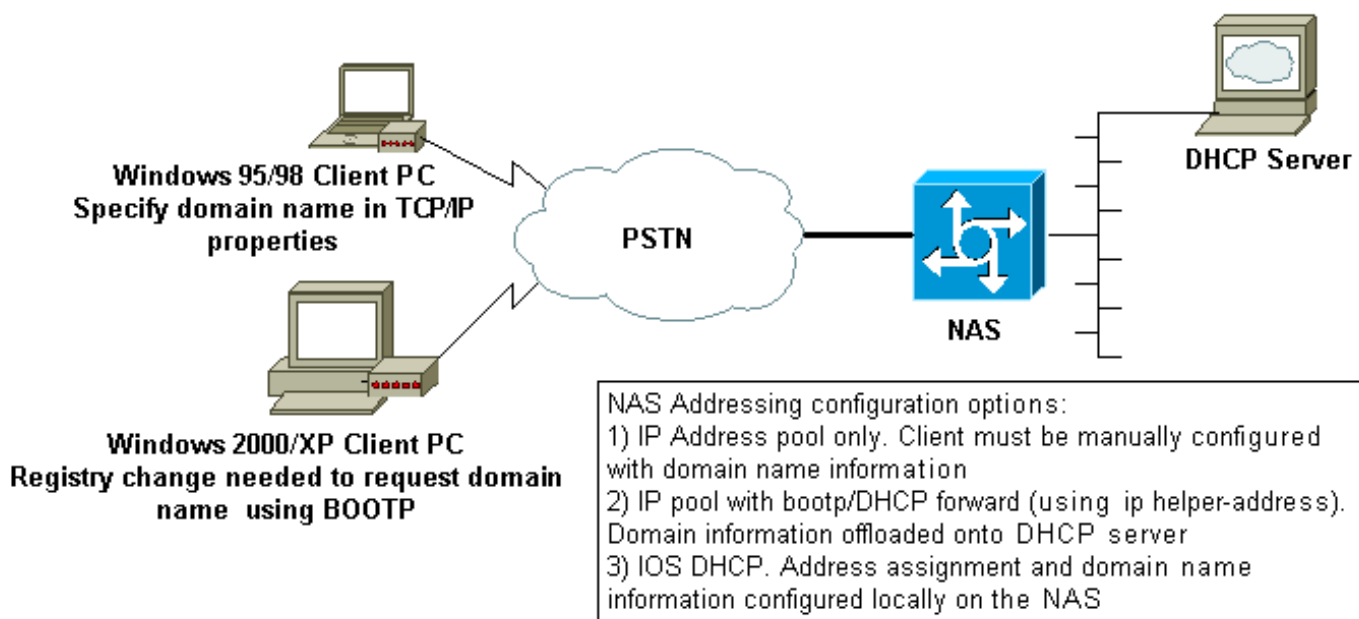 DHCP Server
Windows 95/98 Client PC
Specify domain name in TCP/IP
properties
PSTN
NAS
Windows 2000/XP Client PC
Registry change needed to request domain
name using BOOTP
NAS Addressing configuration options:
1) IP Address pool only. Client must be manually configured
with domain name information
2) IP pool with bootp/DHCP forward (using ip helper-address).
Domain information offloaded onto DHCP server
3) IOS DHCP. Address assignment and domain name
information configured locally on the NAS